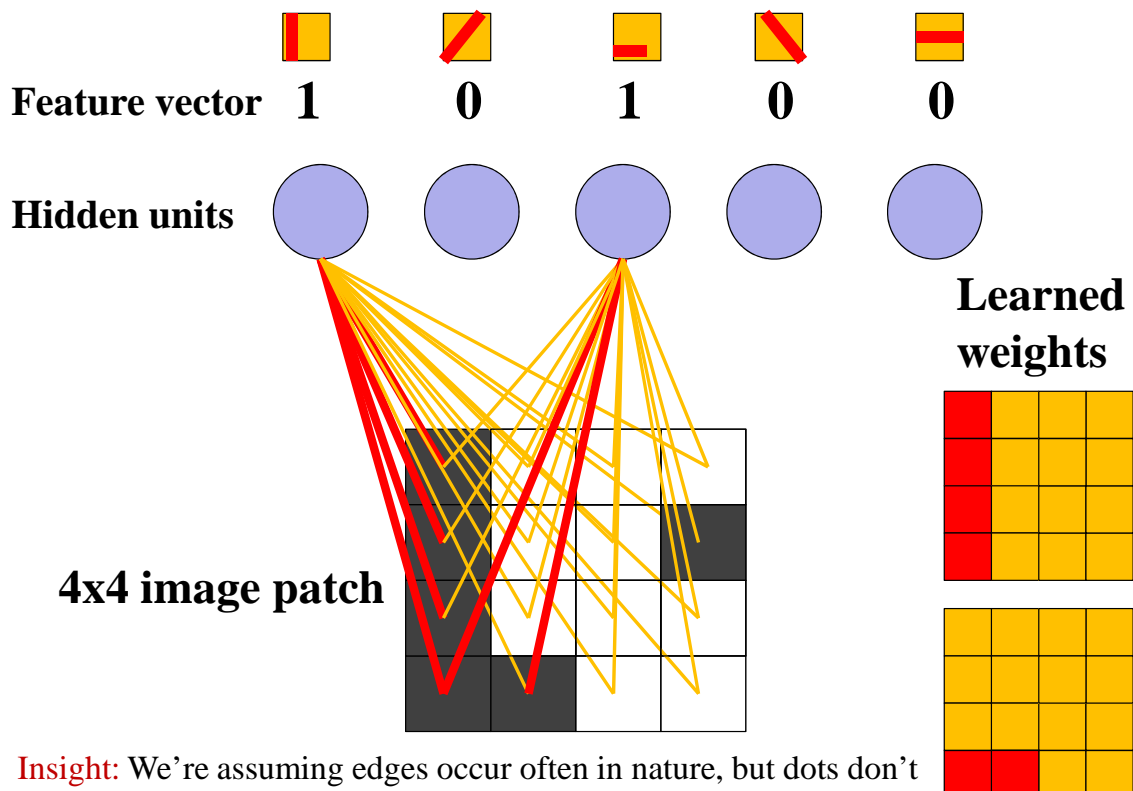 Feature vector 1 0 1 0 0
Hidden units
Learned
weights
4x4 image patch
Insight: We’re assuming edges occur often in nature, but dots don’t